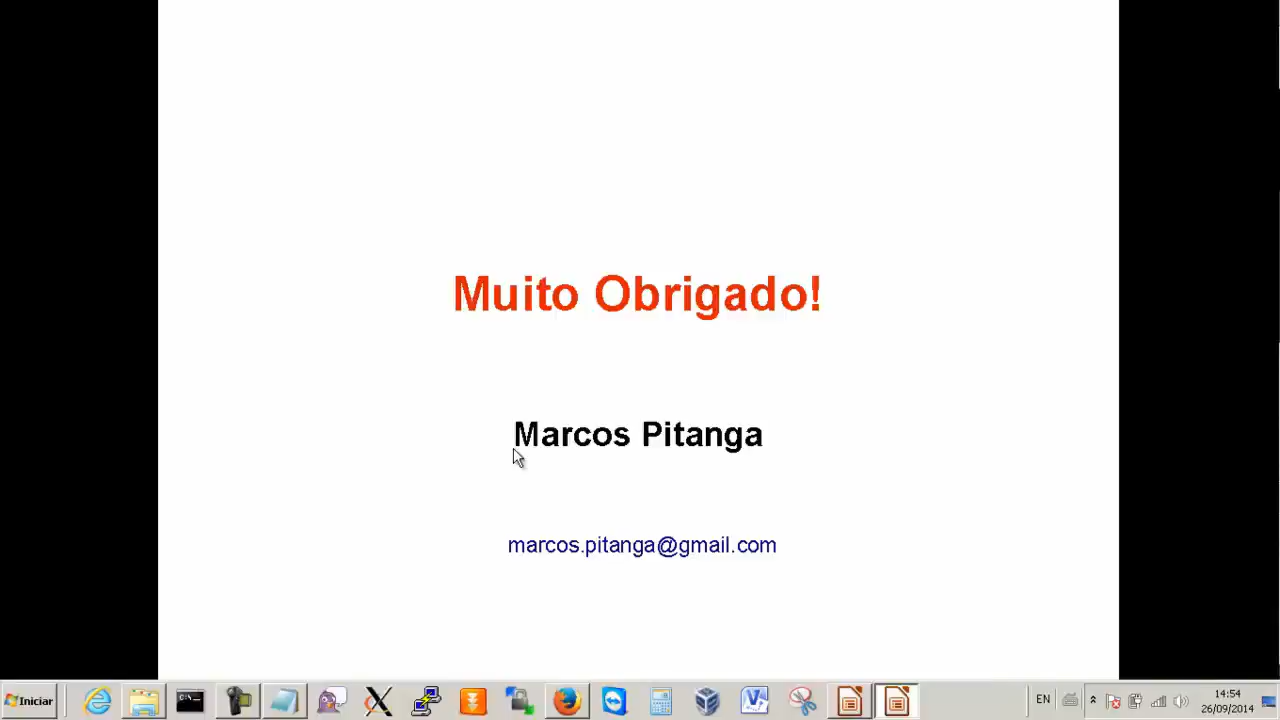 Muito Obrigado!
Marcos Pitanga
marcos.pitanga@gmail.com
Iniciar
EN
14:54
26/09/2014